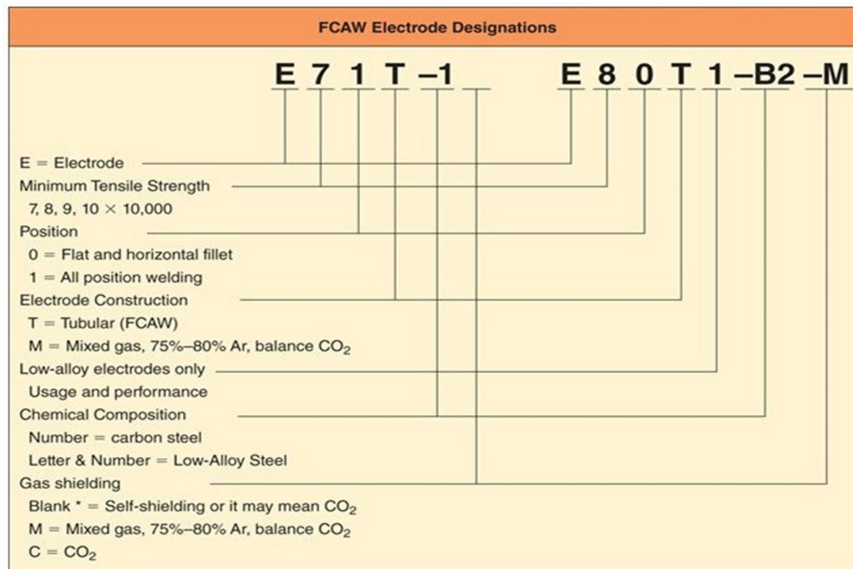 FCAW Electrode Designations
E 7 1 T –1 E 8 0 T 1 –B2 –M
E = Electrode
Minimum Tensile Strength
7, 8, 9, 10 × 10,000
Position
0 = Flat and horizontal fillet
1 = All position welding
Electrode Construction
T = Tubular (FCAW)
M = Mixed gas, 75%–80% Ar, balance CO₂
Low-alloy electrodes only
Usage and performance
Chemical Composition
Number = carbon steel
Letter & Number = Low-Alloy Steel
Gas shielding
Blank * = Self-shielding or it may mean CO₂
M = Mixed gas, 75%–80% Ar, balance CO₂
C = CO₂